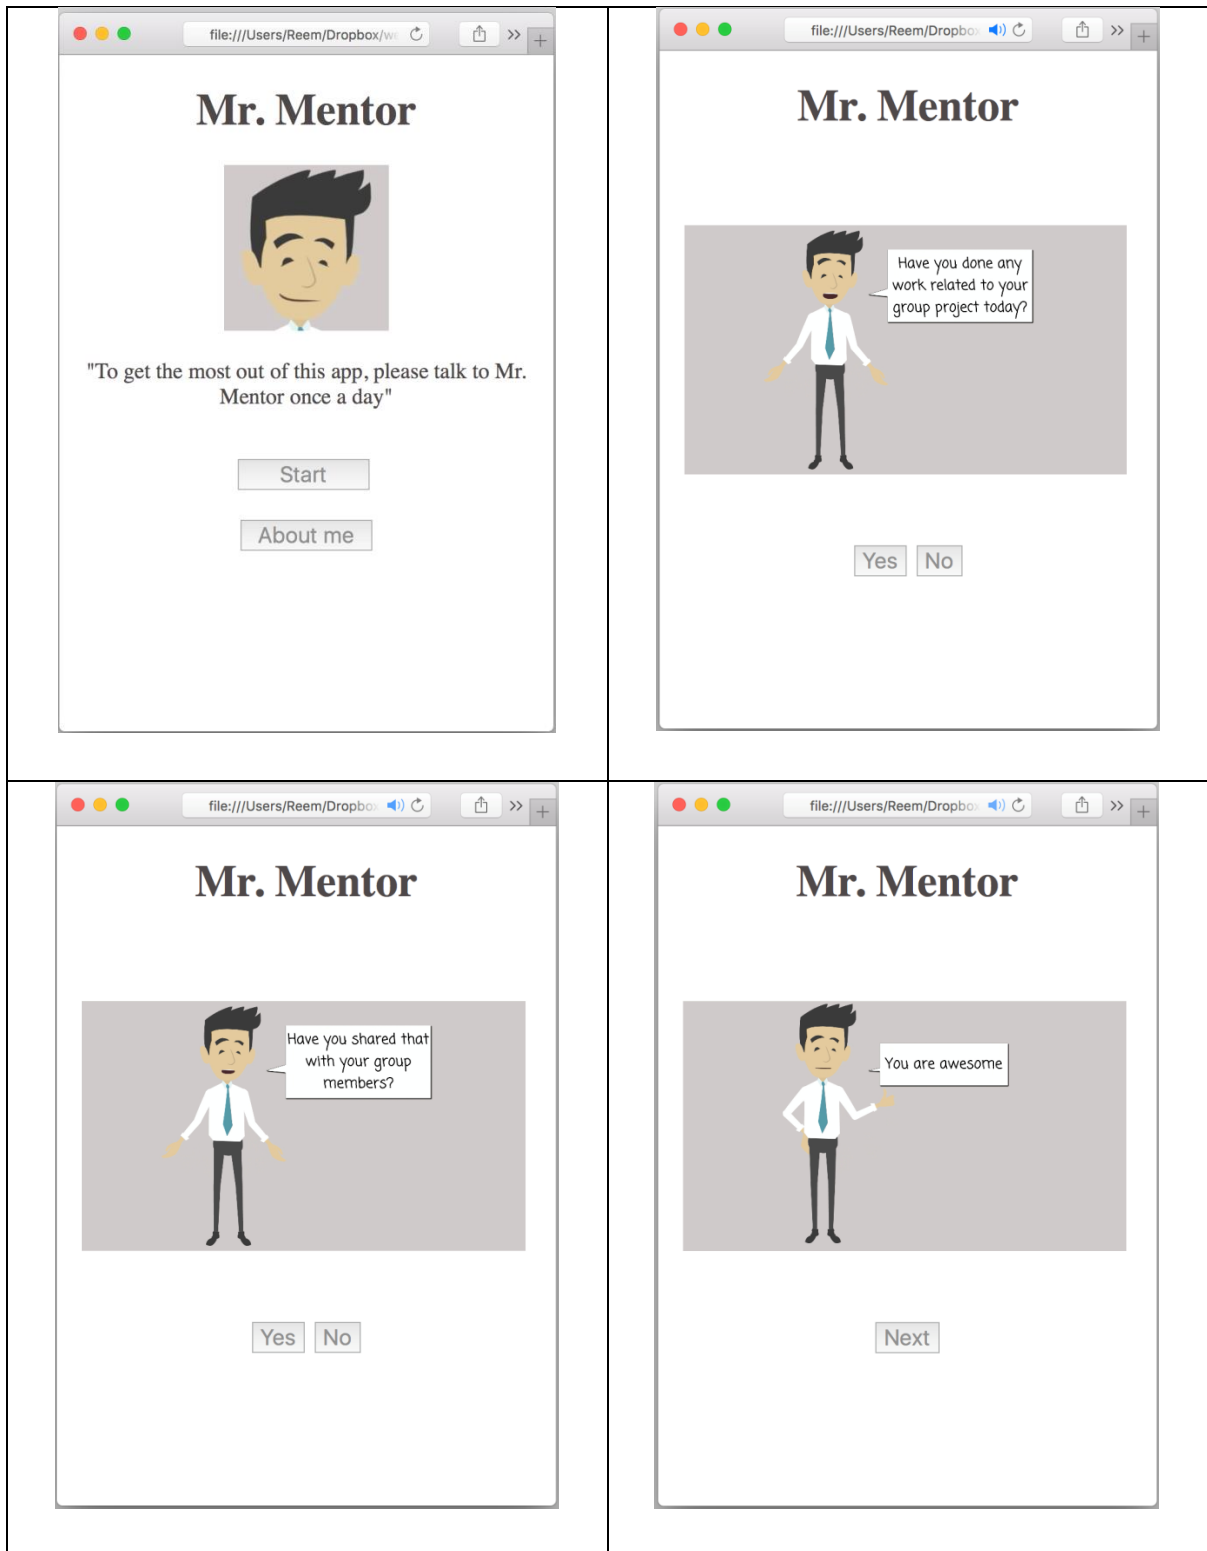 file:///Users/Reem/Dropbox/we
Mr. Mentor
"To get the most out of this app, please talk to Mr.
Mentor once a day"
Start
About me
file:///Users/Reem/Dropbo
Mr. Mentor
Have you done any
work related to your
group project today?
Yes No
file:///Users/Reem/Dropbo
Mr. Mentor
Have you shared that
with your group
members?
Yes No
file:///Users/Reem/Dropbo
Mr. Mentor
You are awesome
Next